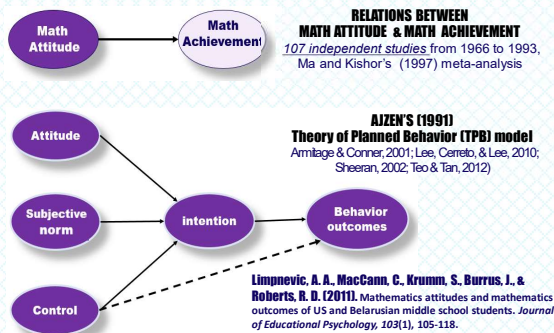 RELATIONS BETWEEN
MATH ATTITUDE & MATH ACHIEVEMENT
107 independent studies from 1966 to 1993,
Ma and Kishor's (1997) meta-analysis
Math
Attitude
Math
Achievement
AJZEN'S (1991)
Theory of Planned Behavior (TPB) model
Armitage & Conner, 2001; Lee, Cerreto, & Lee, 2010;
Sheeran, 2002; Teo & Tan, 2012)
Attitude
Subjective
norm
intention
Behavior
outcomes
Control
Limpnevic, A. A., MacCann, C., Krumm, S., Burrus, J., &
Roberts, R. D. (2011). Mathematics attitudes and mathematics
outcomes of US and Belarusian middle school students. Journal
of Educational Psychology, 103(1), 105-118.